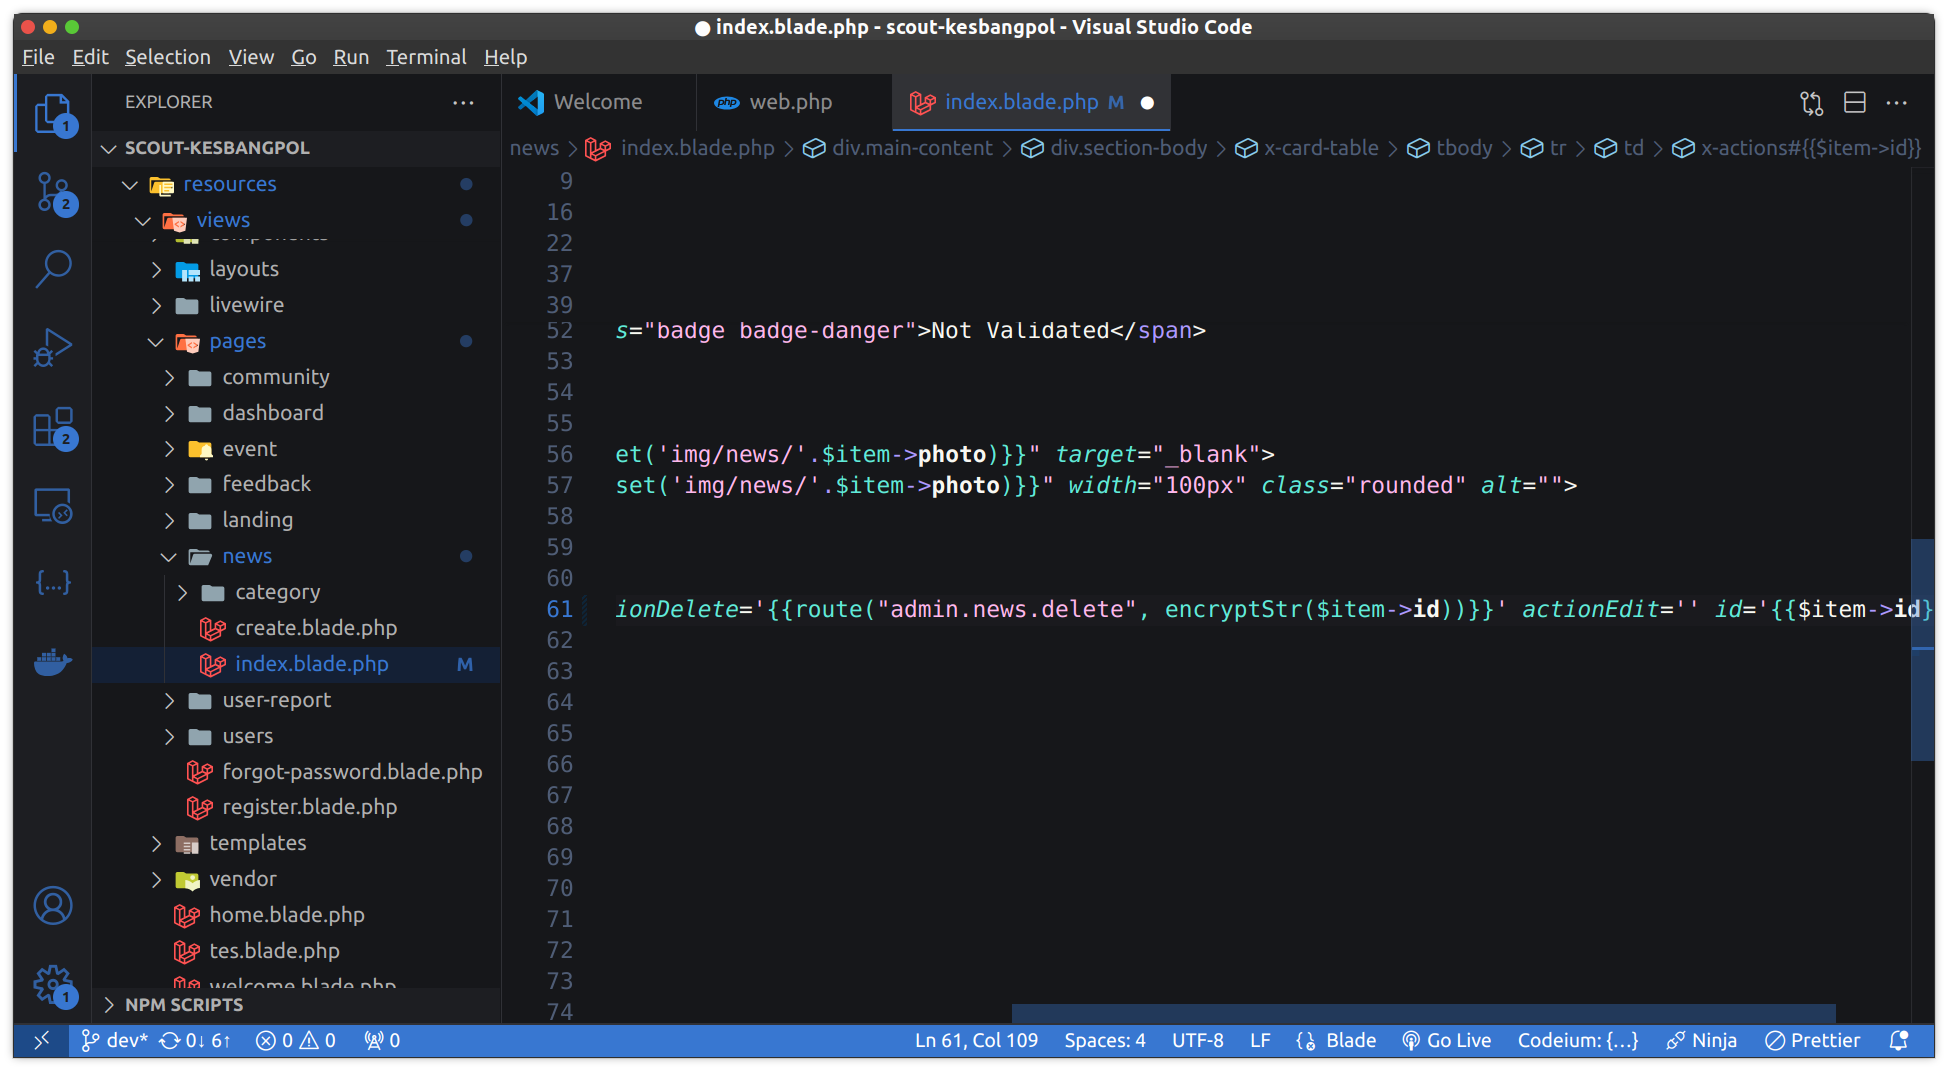 index.blade.php - scout-kesbangpol - Visual Studio Code
File Edit Selection View Go Run Terminal Help
EXPLORER
Welcome
web.php
index.blade.php M
SCOUT-KESBANGPOL
news > index.blade.php > div.main-content > div.section-body > x-card-table > tbody > tr > td > x-actions#{{$item->id}}
resources
views
components
layouts
livewire
pages
community
dashboard
event
feedback
landing
news
category
create.blade.php
index.blade.php M
user-report
users
forgot-password.blade.php
register.blade.php
templates
vendor
home.blade.php
tes.blade.php
welcome.blade.php
NPM SCRIPTS
1
2
2
1
9
16
22
37
39
52 s="badge badge-danger">Not Validated</span>
53
54
55
56 et('img/news/'.$item->photo)}}" target="_blank">
57 set('img/news/'.$item->photo)}}" width="100px" class="rounded" alt="">
58
59
60
61 ionDelete='{{route("admin.news.delete", encryptStr($item->id))}}' actionEdit='' id='{{$item->id}
62
63
64
65
66
67
68
69
70
71
72
73
74
dev* 0↓ 6↑ 0 0 0 Ln 61, Col 109 Spaces: 4 UTF-8 LF Blade Go Live Codeium: {...} Ninja Prettier